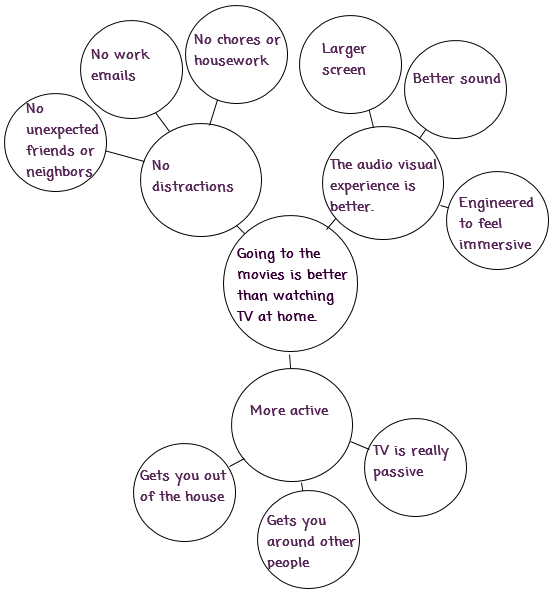 No chores or
housework
No work
emails
No
unexpected
friends or
neighbors
No
distractions
Larger
screen
Better sound
The audio visual
experience is
better.
Engineered
to feel
immersive
Going to the
movies is better
than watching
TV at home.
More active
Gets you out
of the house
Gets you
around other
people
TV is really
passive